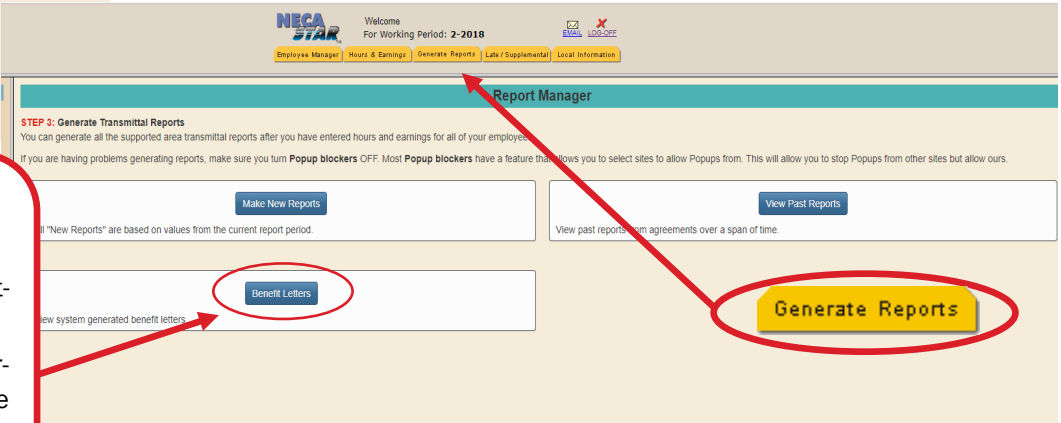 NECA
STAR
Welcome
For Working Period: 2-2018
EMAIL LOG-OFF
Employee Manager Hours & Earnings Generate Reports Late / Supplemental Local Information
Report Manager
STEP 3: Generate Transmittal Reports
You can generate all the supported area transmittal reports after you have entered hours and earnings for all of your employee
If you are having problems generating reports, make sure you turn Popup blockers OFF. Most Popup blockers have a feature that allows you to select sites to allow Popups from. This will allow you to stop Popups from other sites but allow ours.
Make New Reports
"New Reports" are based on values from the current report period.
View Past Reports
View past reports from agreements over a span of time.
Benefit Letters
system generated benefit letters.
Generate Reports